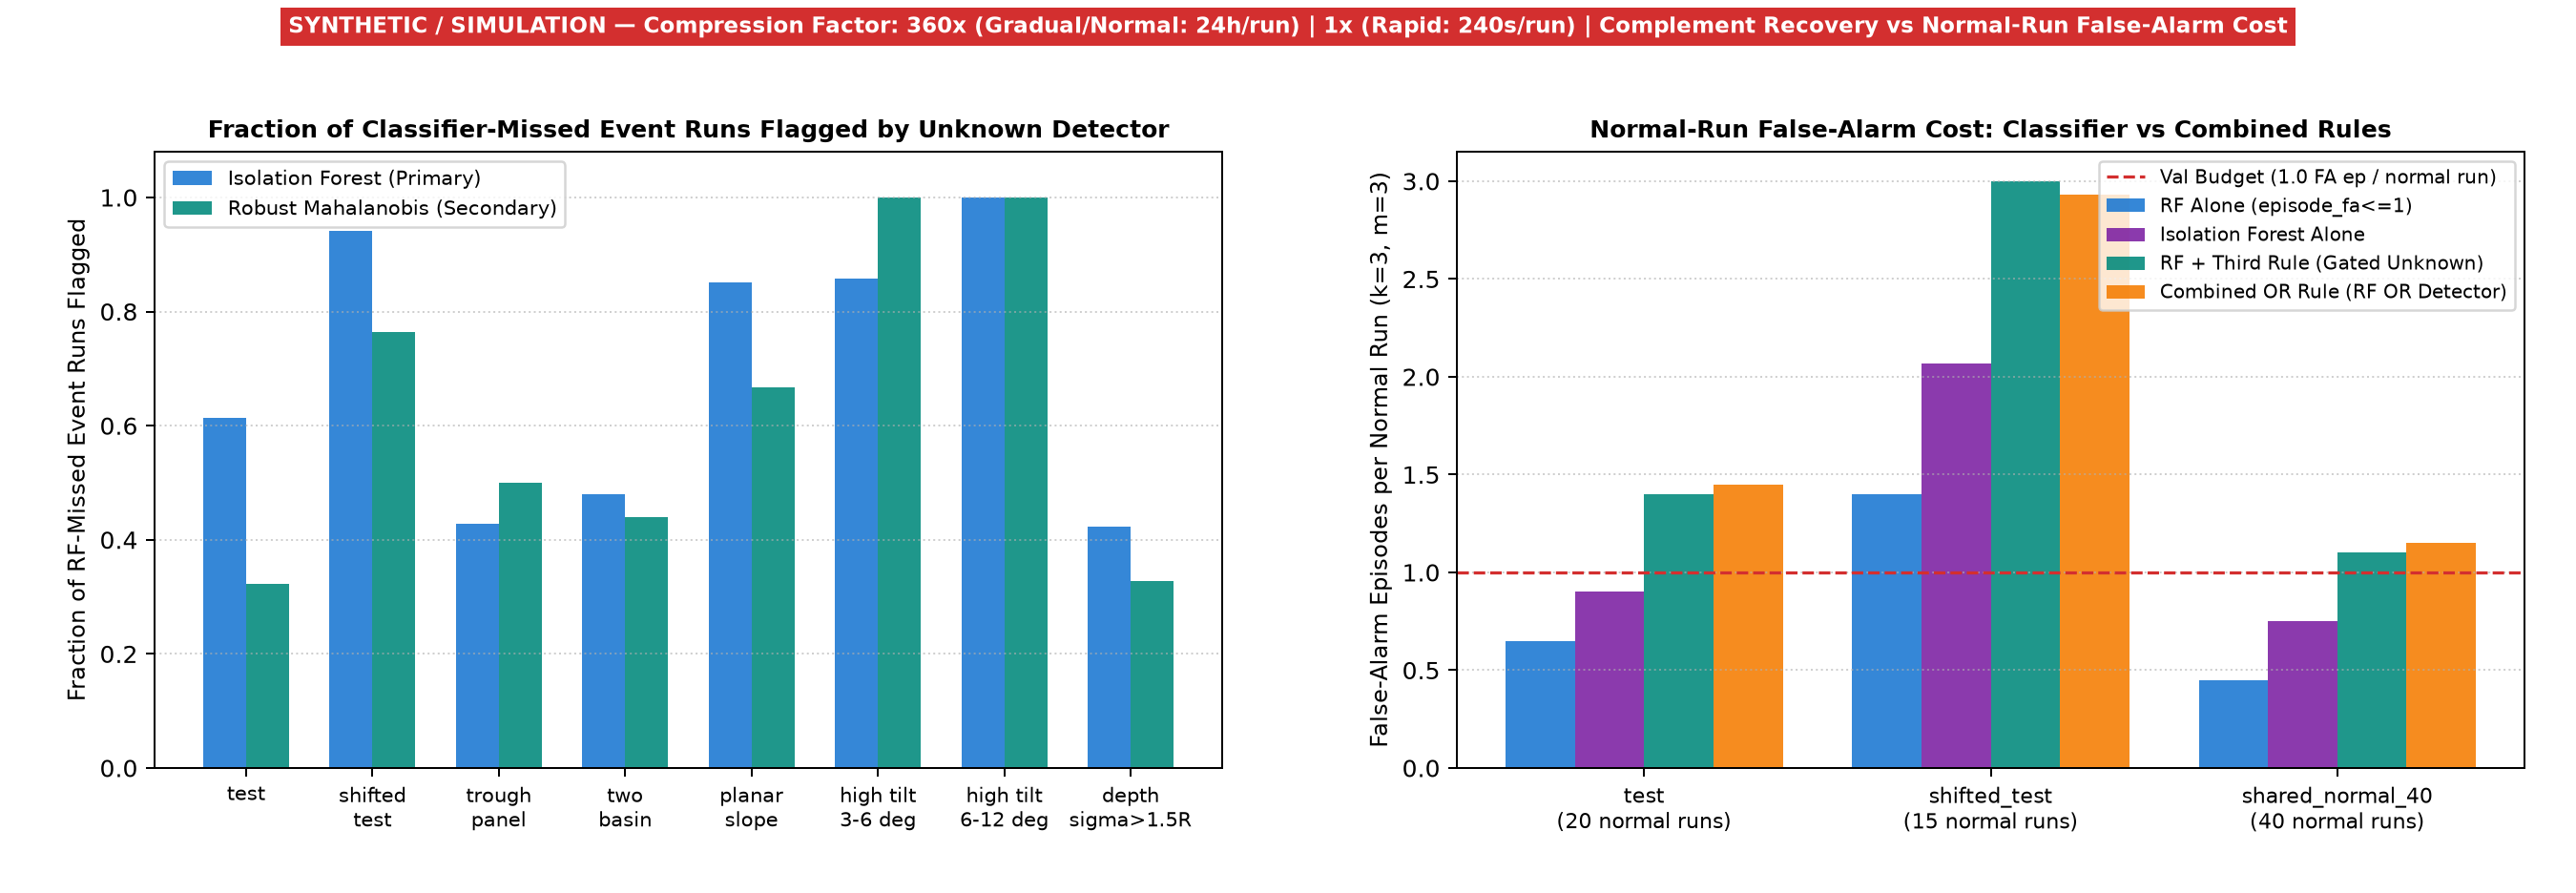 SYNTHETIC / SIMULATION — Compression Factor: 360x (Gradual/Normal: 24h/run) | 1x (Rapid: 240s/run) | Complement Recovery vs Normal-Run False-Alarm Cost
Fraction of Classifier-Missed Event Runs Flagged by Unknown Detector
Isolation Forest (Primary)
Robust Mahalanobis (Secondary)
Fraction of RF-Missed Event Runs Flagged
1.0
0.8
0.6
0.4
0.2
0.0
test
shifted
test
trough
panel
two
basin
planar
slope
high tilt
3-6 deg
high tilt
6-12 deg
depth
sigma>1.5R
Normal-Run False-Alarm Cost: Classifier vs Combined Rules
Val Budget (1.0 FA ep / normal run)
RF Alone (episode_fa<=1)
Isolation Forest Alone
RF + Third Rule (Gated Unknown)
Combined OR Rule (RF OR Detector)
False-Alarm Episodes per Normal Run (k=3, m=3)
3.0
2.5
2.0
1.5
1.0
0.5
0.0
test
(20 normal runs)
shifted_test
(15 normal runs)
shared_normal_40
(40 normal runs)